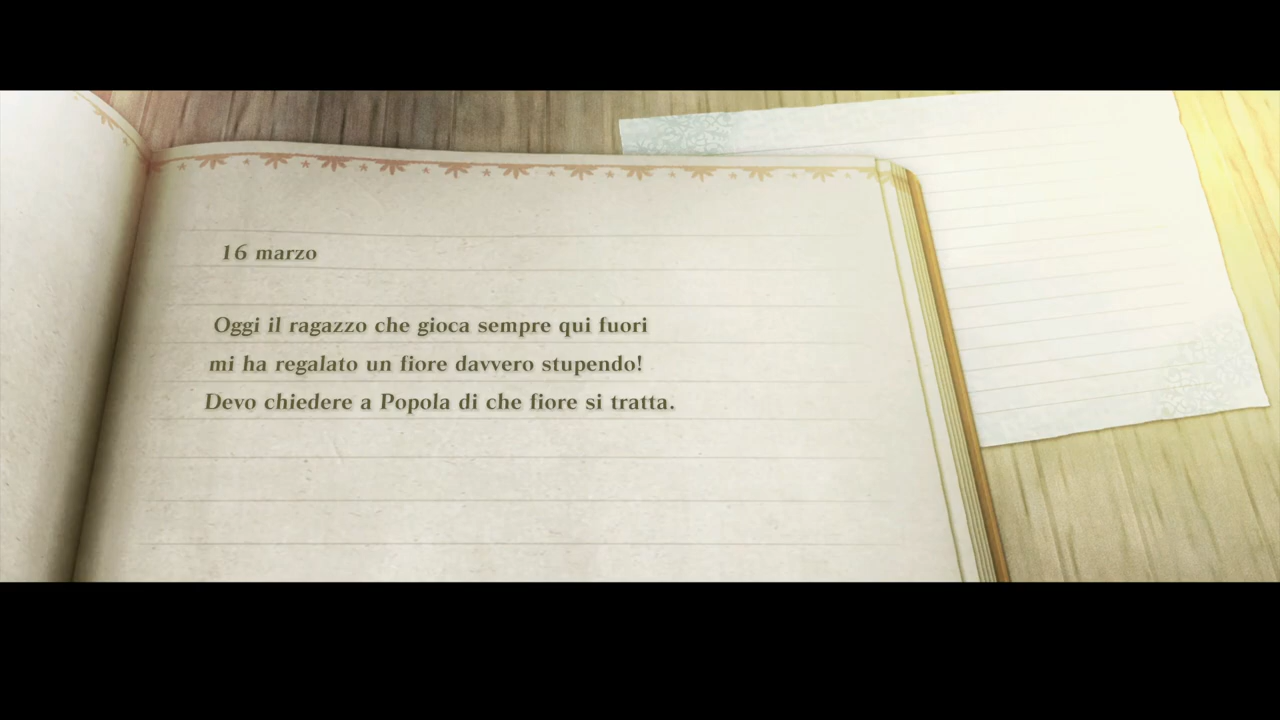 16 marzo
Oggi il ragazzo che gioca sempre qui fuori
mi ha regalato un fiore davvero stupendo!
Devo chiedere a Popola di che fiore si tratta.